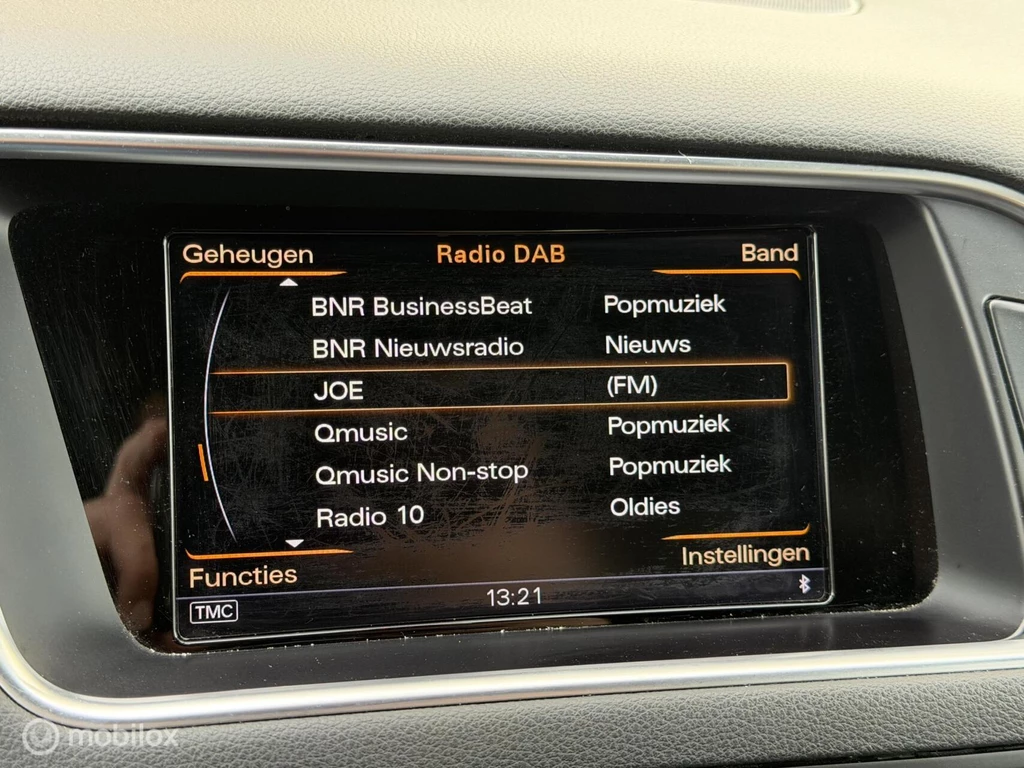 Geheugen Radio DAB Band
BNR BusinessBeat Popmuziek
BNR Nieuwsradio Nieuws
JOE (FM)
Qmusic Popmuziek
Qmusic Non-stop Popmuziek
Radio 10 Oldies
Functies Instellingen
TMC 13:21
mobilox